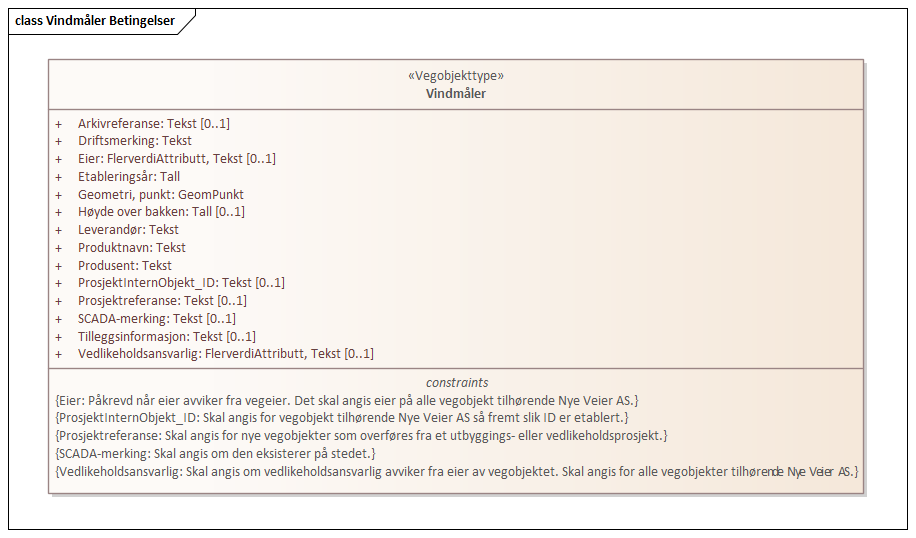 class Vindmåler Betingelser
«Vegobjekttype»
Vindmåler
+ Arkivreferanse: Tekst [0..1]
+ Driftsmerking: Tekst
+ Eier: FlerverdiAttributt, Tekst [0..1]
+ Etableringsår: Tall
+ Geometri, punkt: GeomPunkt
+ Høyde over bakken: Tall [0..1]
+ Leverandør: Tekst
+ Produktnavn: Tekst
+ Produsent: Tekst
+ ProsjektInternObjekt_ID: Tekst [0..1]
+ Prosjektreferanse: Tekst [0..1]
+ SCADA-merking: Tekst [0..1]
+ Tilleggsinformasjon: Tekst [0..1]
+ Vedlikeholdsansvarlig: FlerverdiAttributt, Tekst [0..1]
constraints
{Eier: Påkrevd når eier avviker fra vegeier. Det skal angis eier på alle vegobjekt tilhørende Nye Veier AS.}
{ProsjektInternObjekt_ID: Skal angis for vegobjekt tilhørende Nye Veier AS så fremt slik ID er etablert.}
{Prosjektreferanse: Skal angis for nye vegobjekter som overføres fra et utbyggings- eller vedlikeholdsprosjekt.}
{SCADA-merking: Skal angis om den eksisterer på stedet.}
{Vedlikeholdsansvarlig: Skal angis om vedlikeholdsansvarlig avviker fra eier av vegobjektet. Skal angis for alle vegobjekter tilhørende Nye Veier AS.}